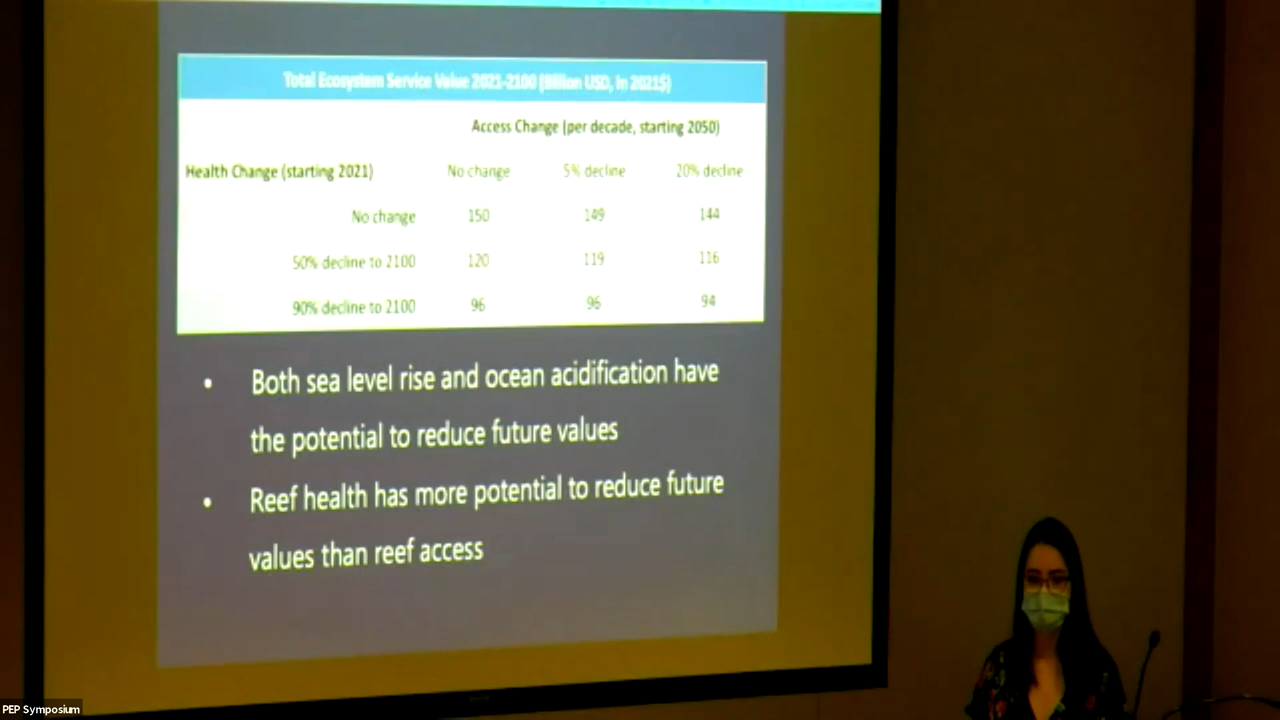 Total Ecosystem Service Value 2021-2100 (Billion USD, in 2021$)
Access Change (per decade, starting 2050)
Health Change (starting 2021) No change 5% decline 20% decline
No change 150 149 144
50% decline to 2100 120 119 116
90% decline to 2100 96 96 94
• Both sea level rise and ocean acidification have
the potential to reduce future values
• Reef health has more potential to reduce future
values than reef access
PEP Symposium